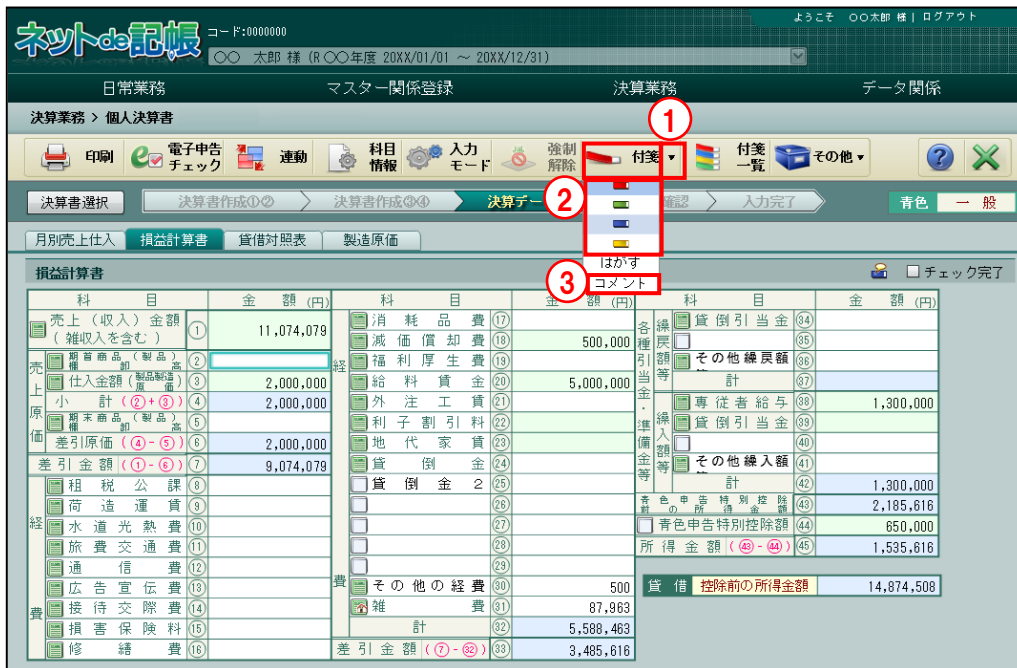 ようこそ 〇〇太郎 様 | ログアウト
ネットde記帳 コード:0000000
〇〇 太郎 様 (R〇〇年度 20XX/01/01 ～ 20XX/12/31)
日常業務 マスター関係登録 決算業務 データ関係
決算業務 > 個人決算書
①
印刷 電子申告チェック 連動 科目情報 入力モード 強制解除 付箋▼ 付箋一覧 その他▼
決算書選択 決算書作成①② 決算書作成③④ 決算デー ② 確認 入力完了 青色 一般
月別売上仕入 損益計算書 貸借対照表 製造原価
はがす
③ コメント
損益計算書 チェック完了
科目 金額(円) 科目 金額(円) 科目 金額(円)
売上(収入)金額(雑収入を含む) ① 11,074,079
売上原価
期首商品(製品)棚卸高 ②
仕入金額(製品製造原価) ③ 2,000,000
小計(②+③) ④ 2,000,000
期末商品(製品)棚卸高 ⑤
差引原価(④-⑤) ⑥ 2,000,000
差引金額(①-⑥) ⑦ 9,074,079
経費
租税公課 ⑧
荷造運賃 ⑨
水道光熱費 ⑩
旅費交通費 ⑪
通信費 ⑫
広告宣伝費 ⑬
接待交際費 ⑭
損害保険料 ⑮
修繕費 ⑯
経費
消耗品費 ⑰
減価償却費 ⑱ 500,000
福利厚生費 ⑲
給料賃金 ⑳ 5,000,000
外注工賃 ㉑
利子割引料 ㉒
地代家賃 ㉓
貸倒金 ㉔
貸倒金2 ㉕
㉖
㉗
㉘
㉙
その他の経費 ㉚ 500
雑費 ㉛ 87,963
計 ㉜ 5,588,463
差引金額(⑦-㉜) ㉝ 3,485,616
各種引当金・準備金等
繰戻額等
貸倒引当金 ㉞
㉟
その他繰戻額 ㊱
計 ㊲
繰入額等
専従者給与 ㊳ 1,300,000
貸倒引当金 ㊴
㊵
その他繰入額 ㊶
計 ㊷ 1,300,000
青色申告特別控除前の所得金額 ㊸ 2,185,616
青色申告特別控除額 ㊹ 650,000
所得金額(㊸-㊹) ㊺ 1,535,616
貸借 控除前の所得金額 14,874,508